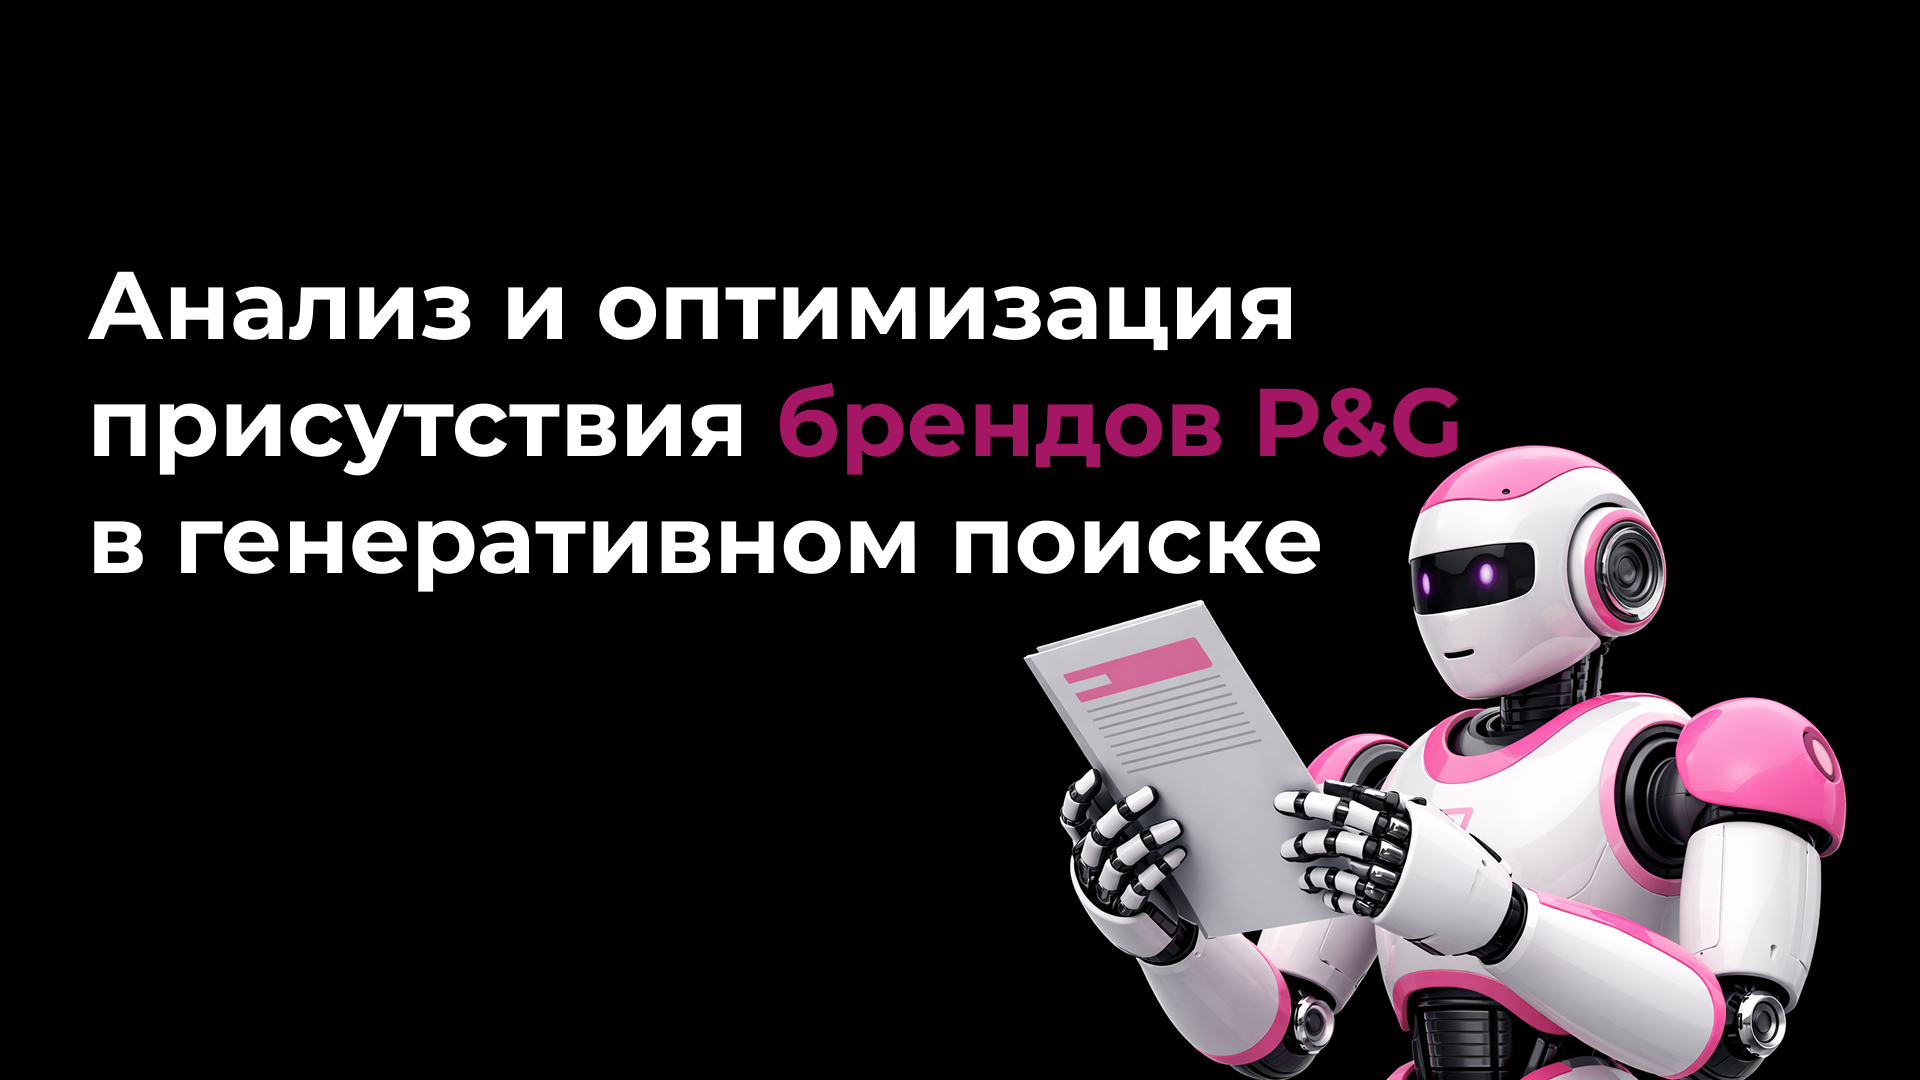 Анализ и оптимизация
присутствия брендов P&G
в генеративном поиске